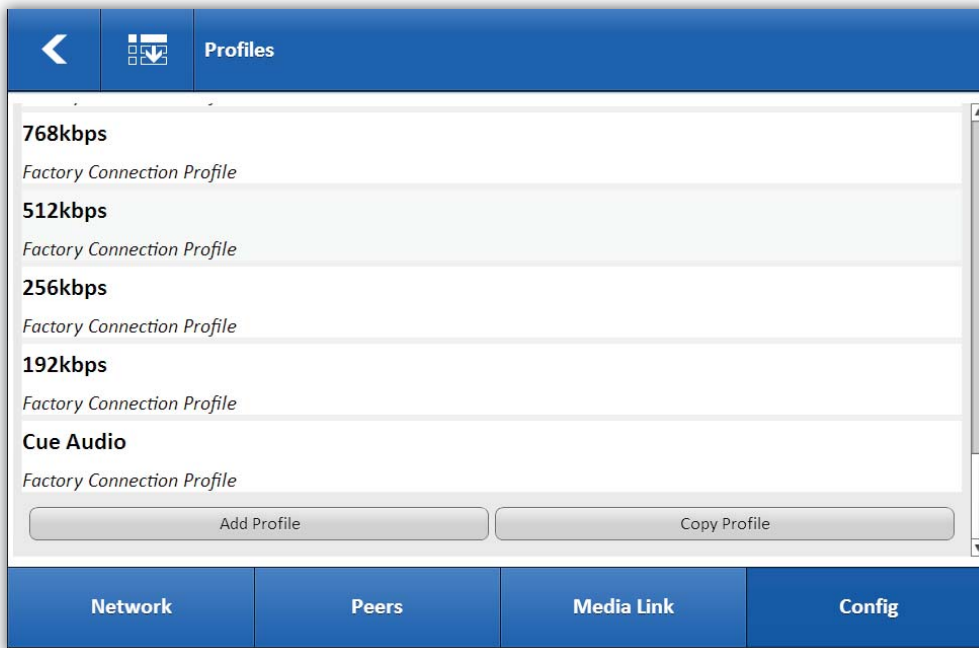 Profiles
768kbps
Factory Connection Profile
512kbps
Factory Connection Profile
256kbps
Factory Connection Profile
192kbps
Factory Connection Profile
Cue Audio
Factory Connection Profile
Add Profile Copy Profile
Network Peers Media Link Config